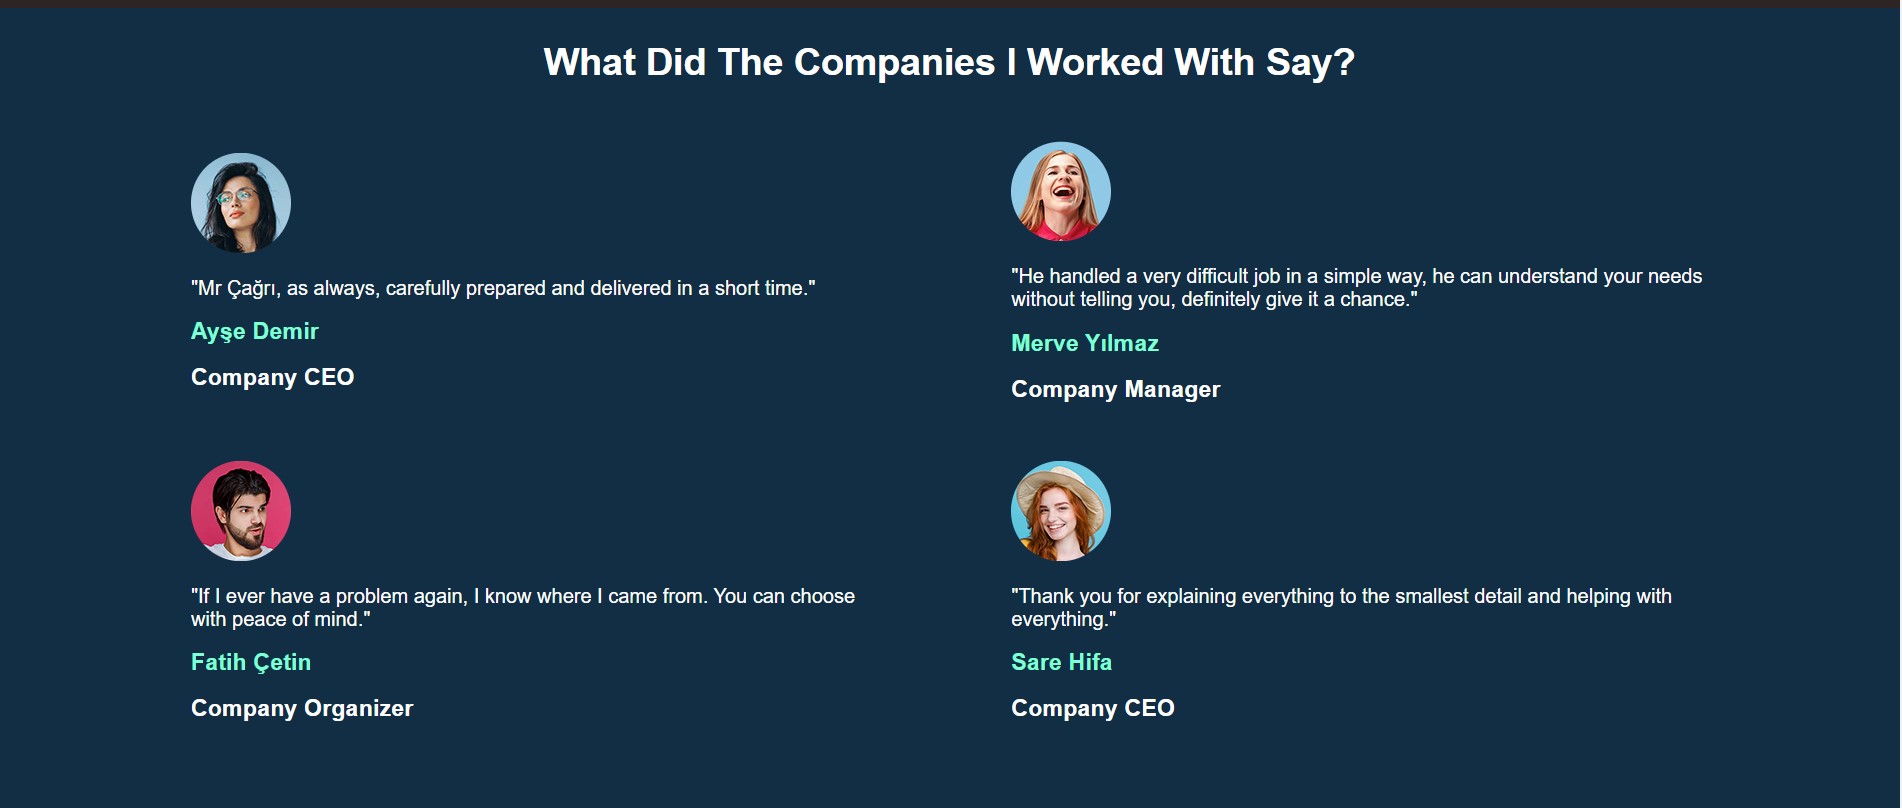 What Did The Companies I Worked With Say?
"Mr Çağrı, as always, carefully prepared and delivered in a short time."
Ayşe Demir
Company CEO
"He handled a very difficult job in a simple way, he can understand your needs
without telling you, definitely give it a chance."
Merve Yılmaz
Company Manager
"If I ever have a problem again, I know where I came from. You can choose
with peace of mind."
Fatih Çetin
Company Organizer
"Thank you for explaining everything to the smallest detail and helping with
everything."
Sare Hifa
Company CEO